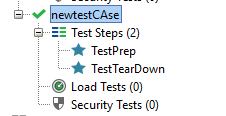 newtestCAse
Test Steps (2)
TestPrep
TestTearDown
Load Tests (0)
Security Tests (0)